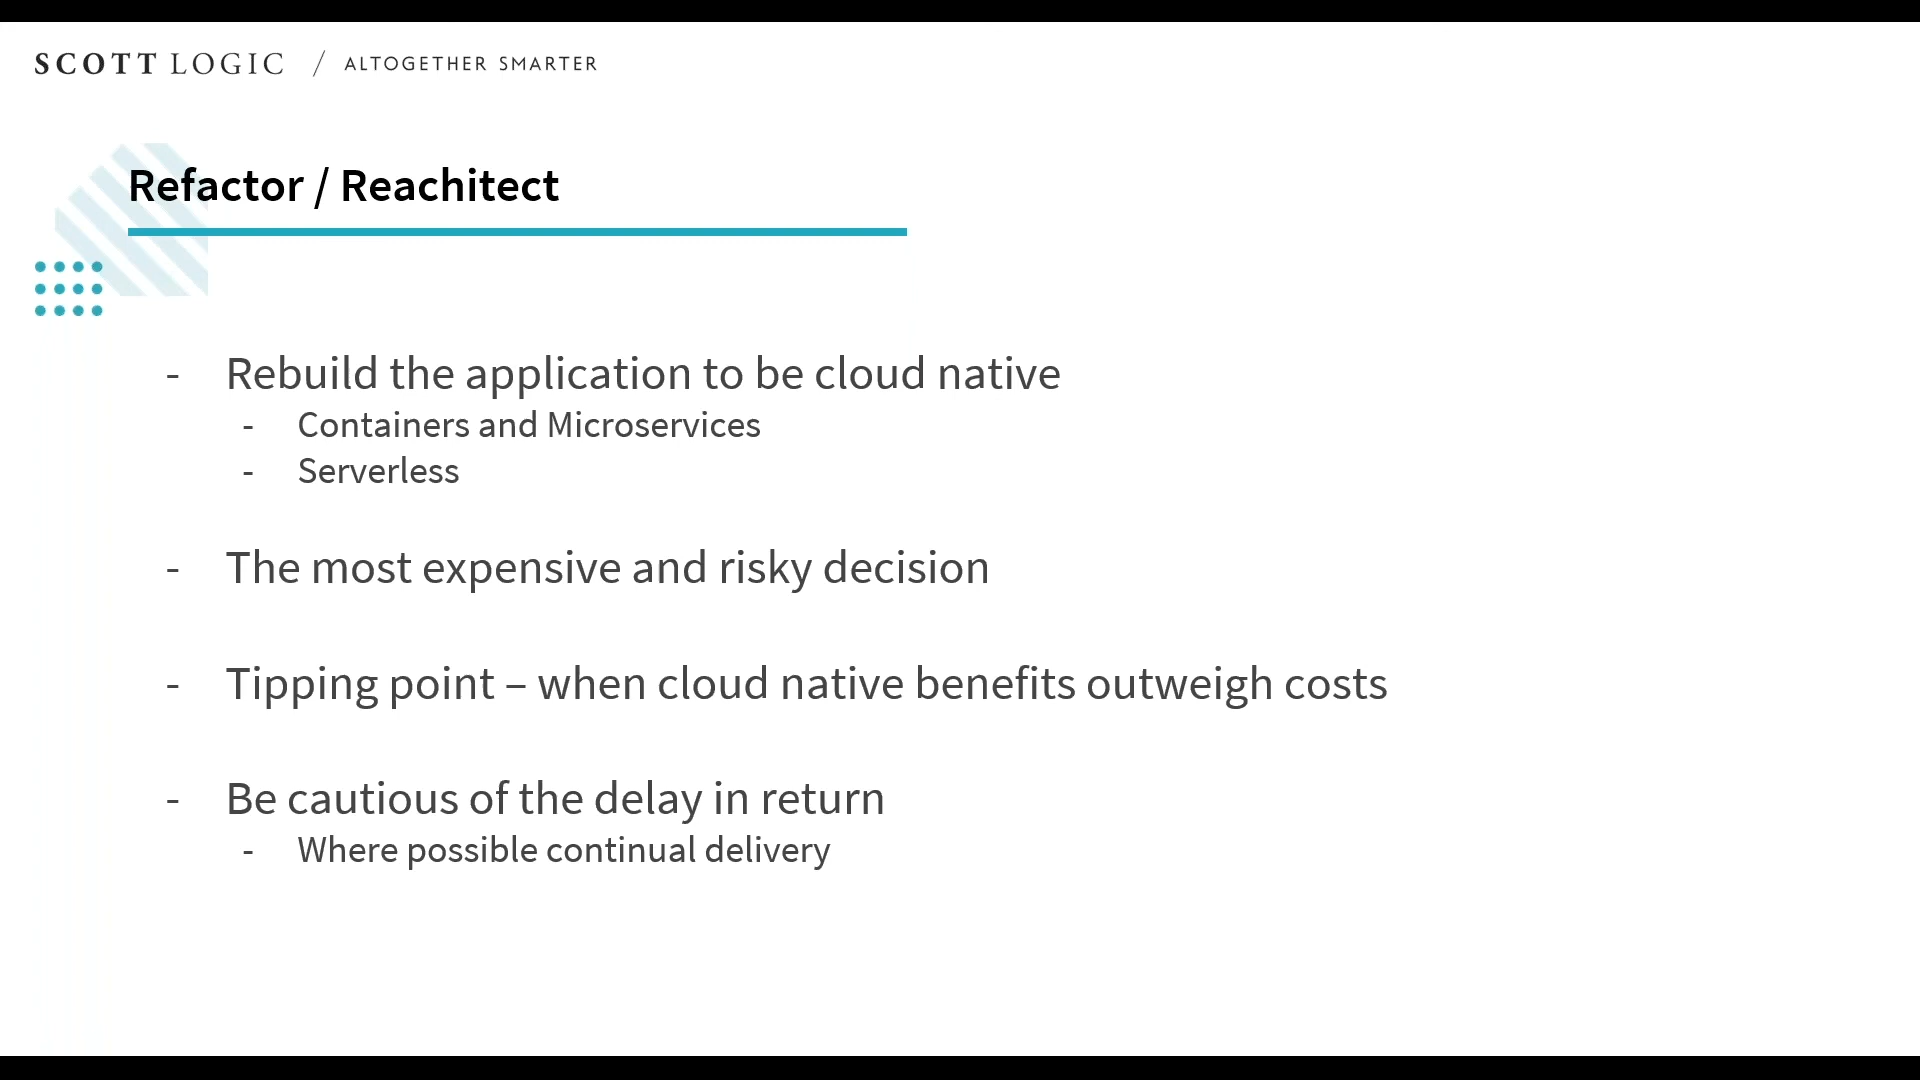 SCOTT LOGIC / ALTOGETHER SMARTER
Refactor / Reachitect
- Rebuild the application to be cloud native
- Containers and Microservices
- Serverless
- The most expensive and risky decision
- Tipping point – when cloud native benefits outweigh costs
- Be cautious of the delay in return
- Where possible continual delivery